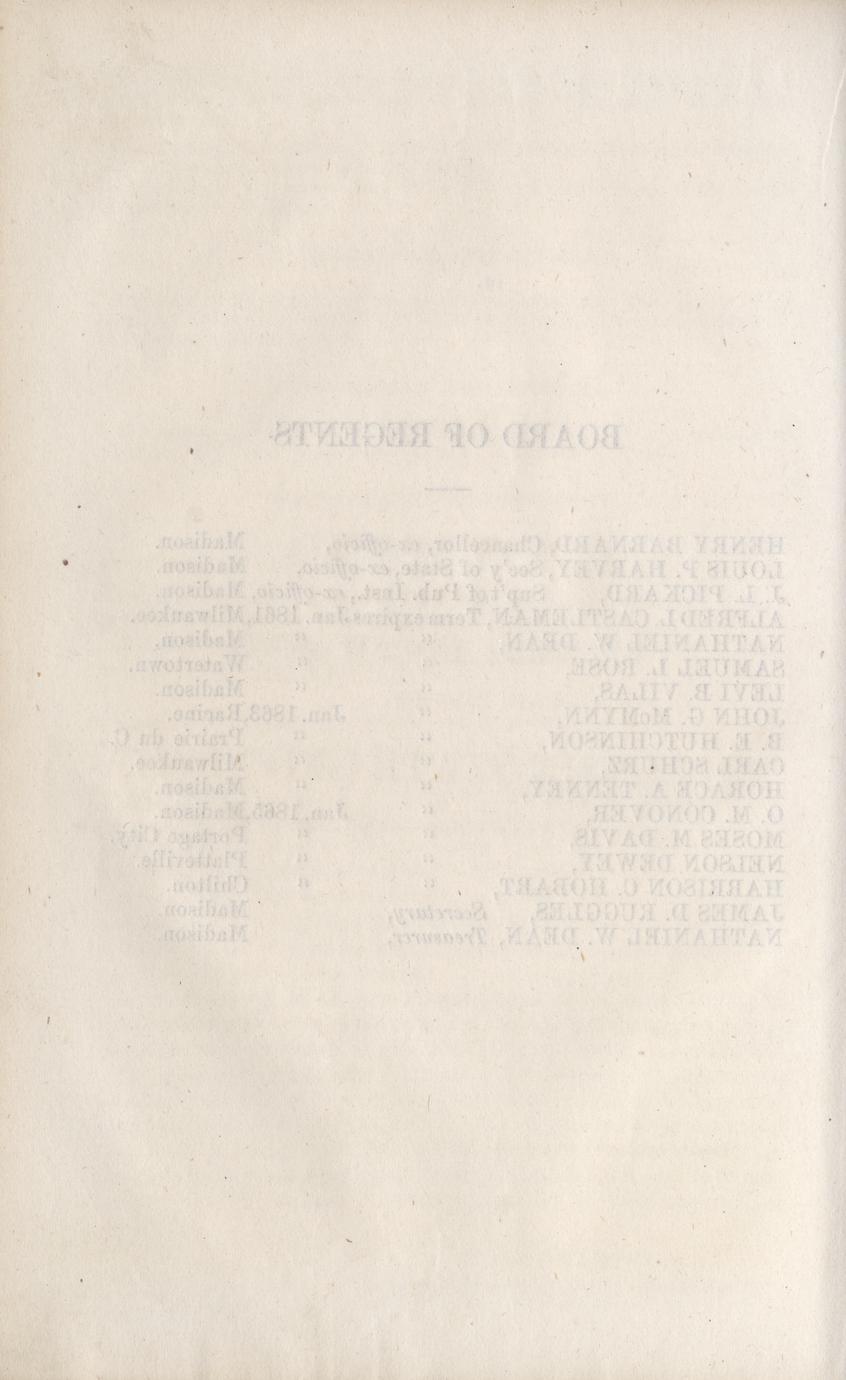 BOARD OF REGENTS.
HENRY BARNARD, Chancellor, ex-officio, Madison.
LOUIS P. HARVEY, Sec'y of State, ex-officio, Madison.
J. L. PICKARD, Sup't of Pub. Inst., ex-officio, Madison.
ALFRED L. CASTLEMAN, Term expires Jan. 1861, Milwaukee.
NATHANIEL W. DEAN, " " Madison.
SAMUEL L. ROSE, " " Watertown.
LEVI B. VILAS, " " Madison.
JOHN G. McMYNN, " Jan. 1863, Racine.
B. E. HUTCHINSON, " " Prairie du C.
CARL SCHURZ, " " Milwaukee.
HORACE A. TENNEY, " " Madison.
O. M. CONOVER, " Jan. 1865, Madison.
MOSES M. DAVIS, " " Portage City.
NELSON DEWEY, " " Platteville.
HARRISON C. HOBART, " " Chilton.
JAMES D. RUGGLES, Secretary, Madison.
NATHANIEL W. DEAN, Treasurer, Madison.